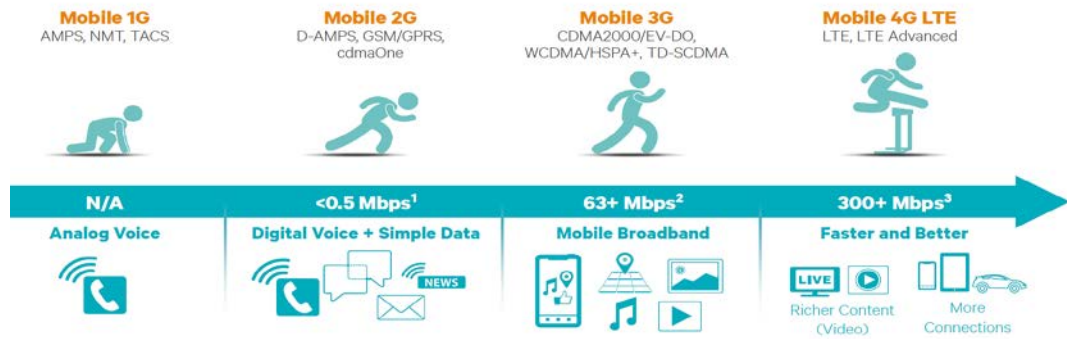 Mobile 1G
AMPS, NMT, TACS
Mobile 2G
D-AMPS, GSM/GPRS,
cdmaOne
Mobile 3G
CDMA2000/EV-DO,
WCDMA/HSPA+, TD-SCDMA
Mobile 4G LTE
LTE, LTE Advanced
N/A
<0.5 Mbps¹
63+ Mbps²
300+ Mbps³
Analog Voice
Digital Voice + Simple Data
NEWS
Mobile Broadband
Faster and Better
LIVE
Richer Content
(Video)
More
Connections